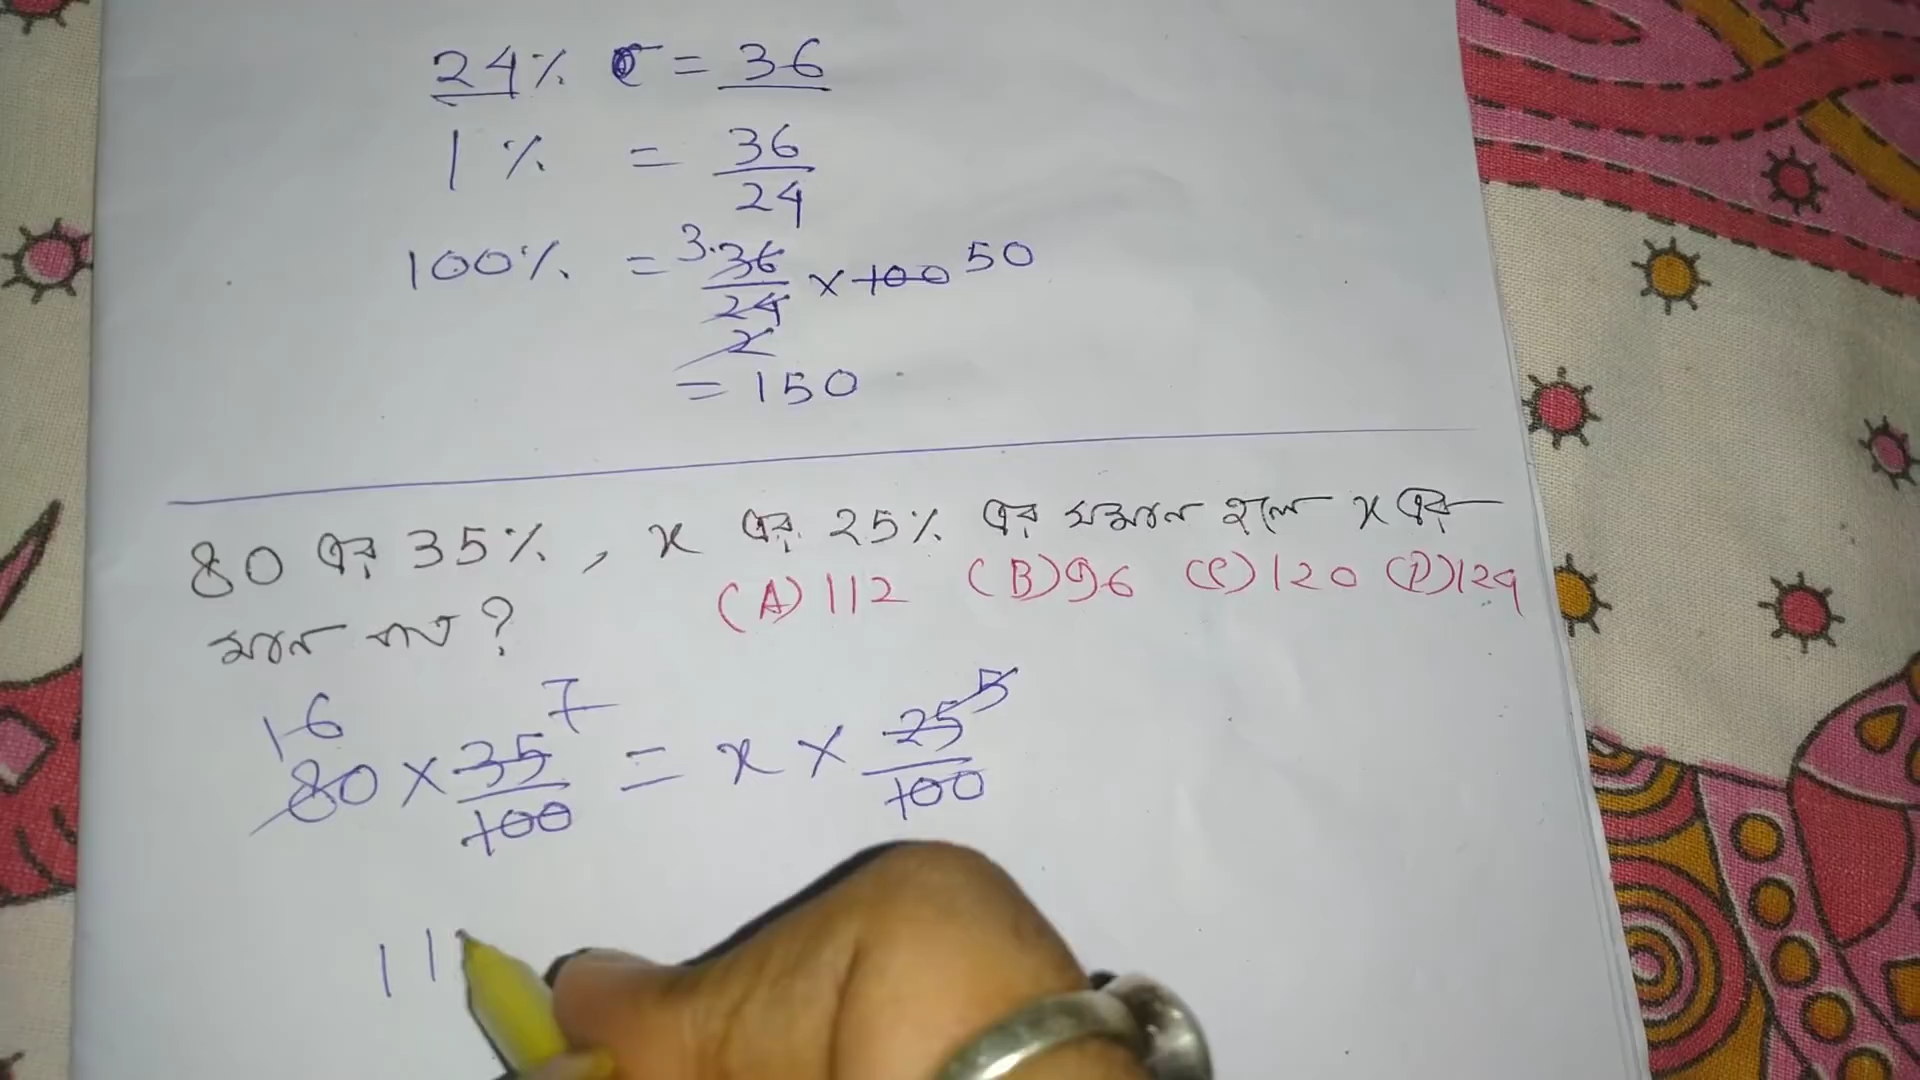 24% = 36
1% = 36/24
100% = 3 36/24 × 100 50
2
= 150
80 এর 35%, x এর 25% এর সমান হলে x এর
(A) 112 (B) 96 (C) 120 (D) 129
মান কত?
16 7 5
80 × 35/100 = x × 25/100
11